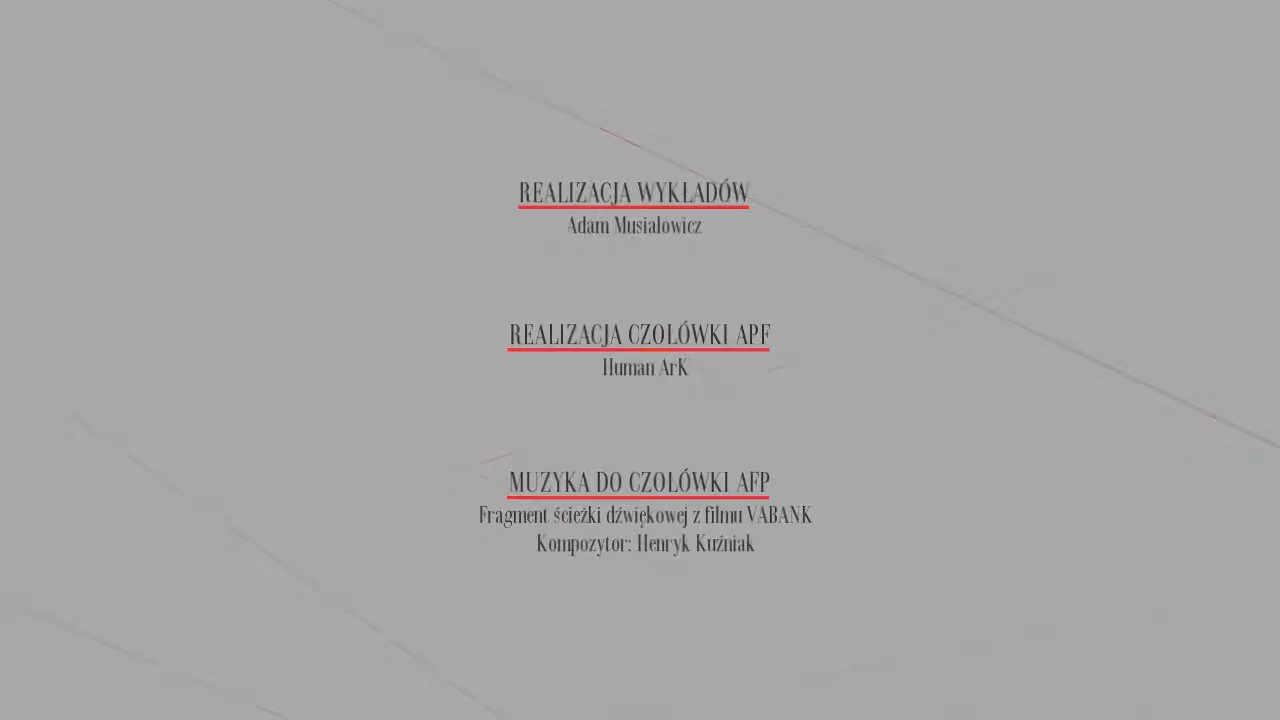 REALIZACJA WYKŁADÓW
Adam Musiałowicz
REALIZACJA CZOŁÓWKI APF
Human ArK
MUZYKA DO CZOŁÓWKI AFP
Fragment ścieżki dźwiękowej z filmu VABANK
Kompozytor: Henryk Kuźniak